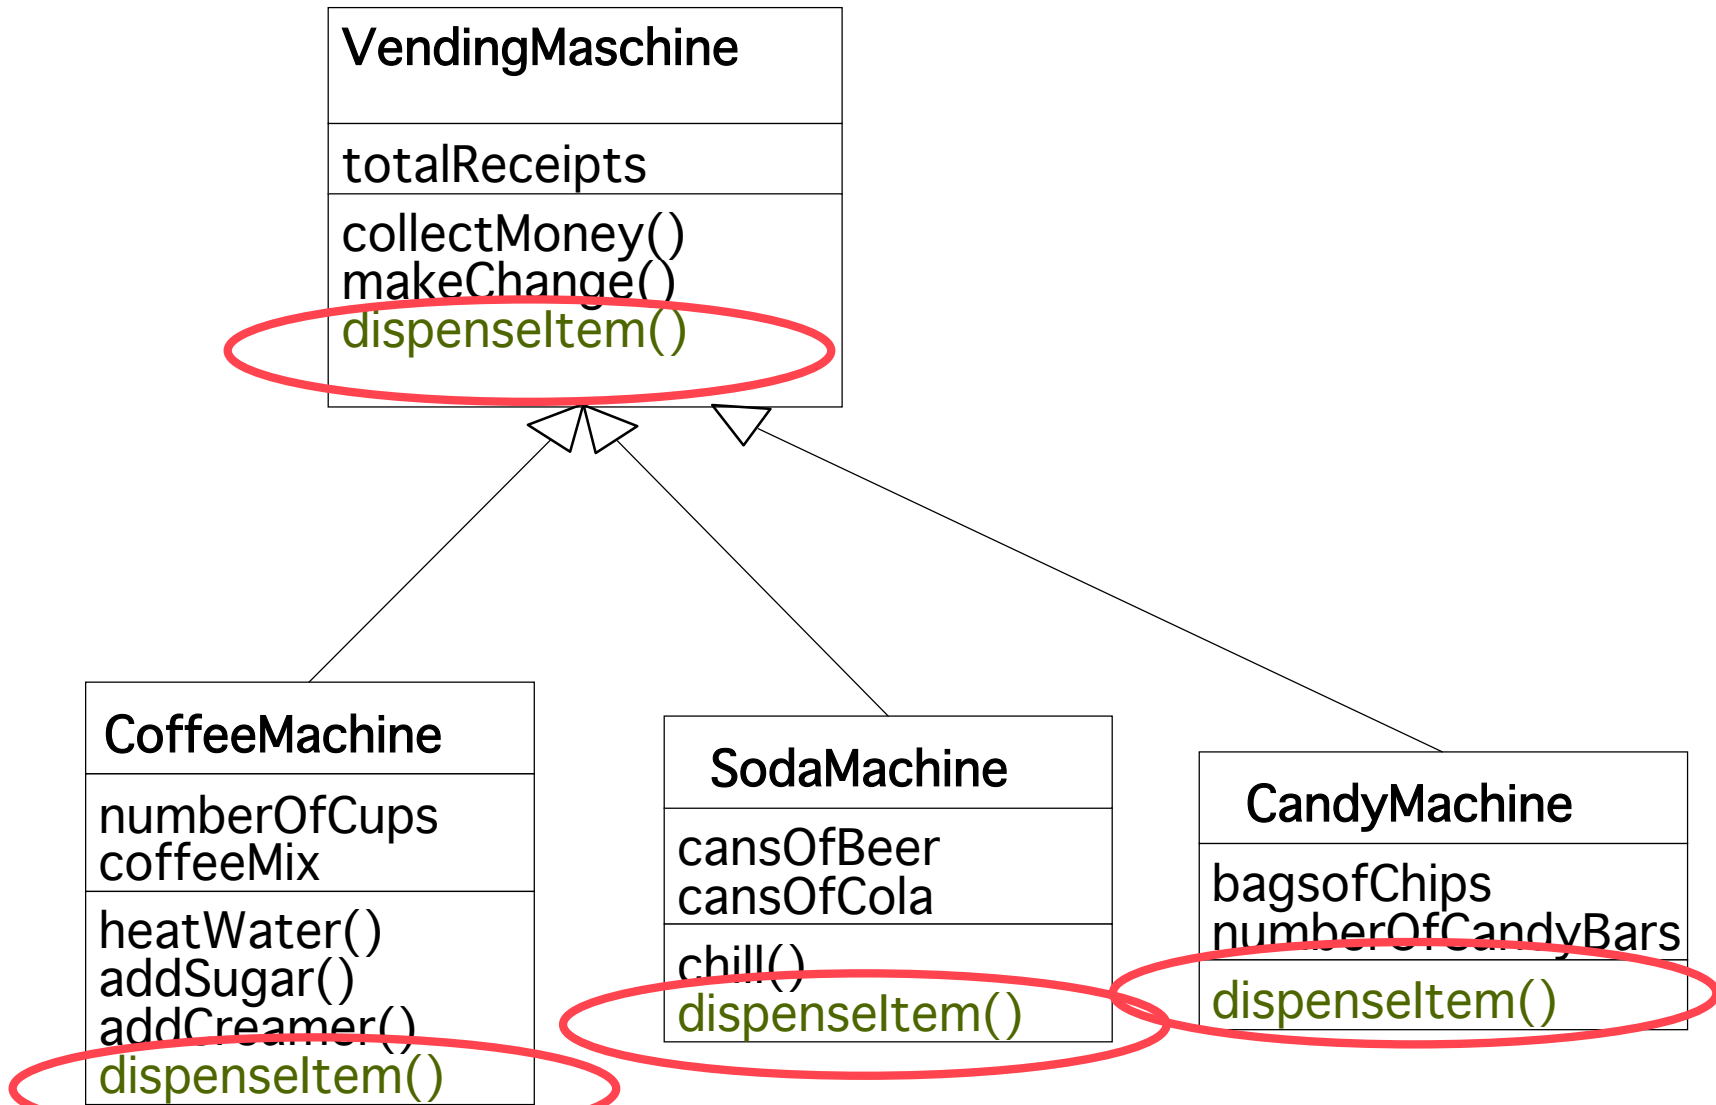 VendingMaschine
totalReceipts
collectMoney()
makeChange()
dispenseItem()
CoffeeMachine
numberOfCups
coffeeMix
heatWater()
addSugar()
addCreamer()
dispenseItem()
SodaMachine
cansOfBeer
cansOfCola
chill()
dispenseItem()
CandyMachine
bagsofChips
numberOfCandyBars
dispenseItem()